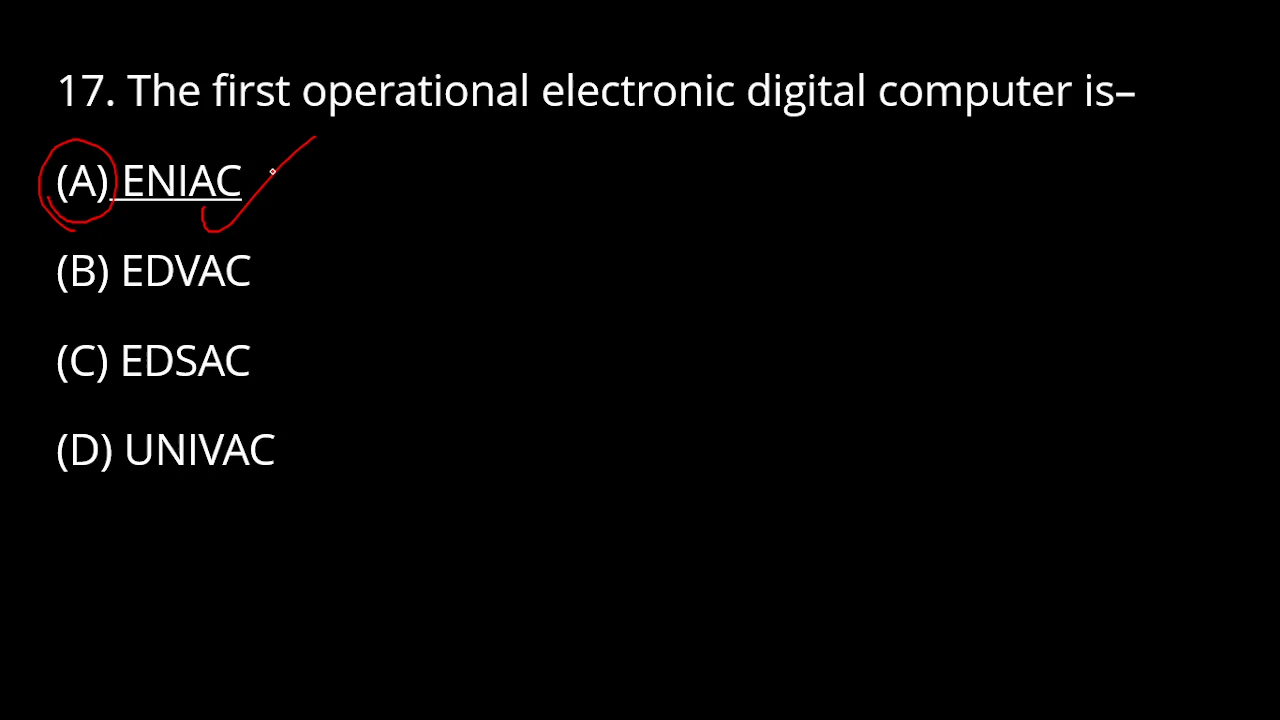 17. The first operational electronic digital computer is–
(A) ENIAC
(B) EDVAC
(C) EDSAC
(D) UNIVAC